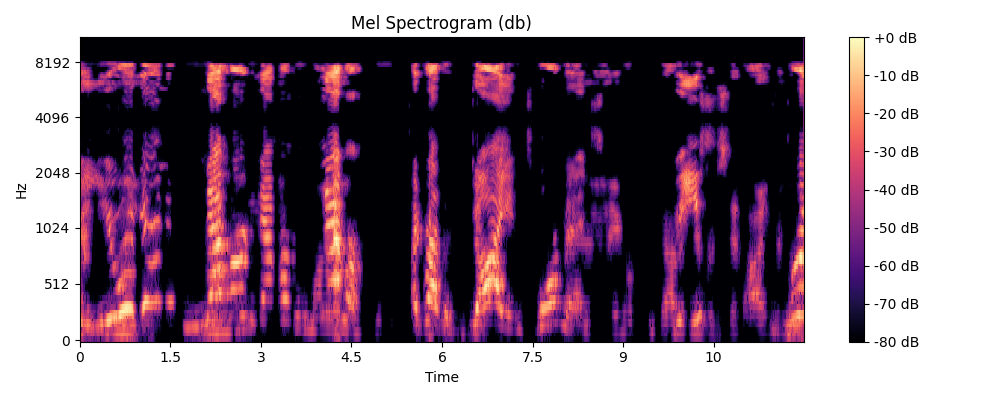 Mel Spectrogram (db)
8192
4096
2048
1024
512
0
Hz
0 1.5 3 4.5 6 7.5 9 10
Time
+0 dB
-10 dB
-20 dB
-30 dB
-40 dB
-50 dB
-60 dB
-70 dB
-80 dB